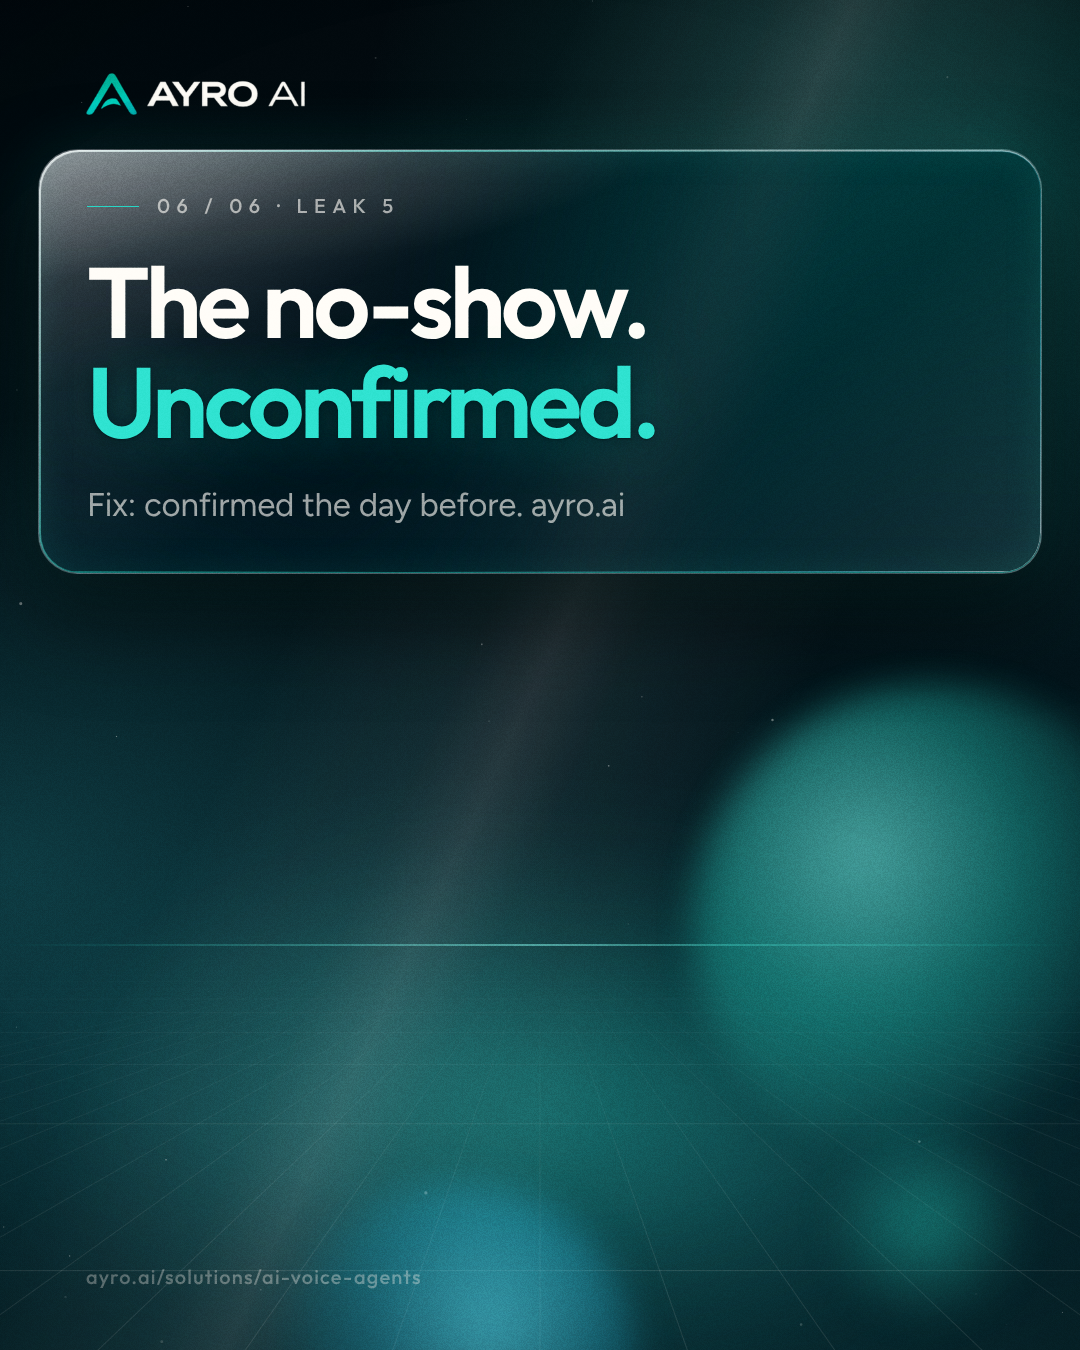 AYRO AI
06 / 06 · LEAK 5
The no-show.
Unconfirmed.
Fix: confirmed the day before. ayro.ai
ayro.ai/solutions/ai-voice-agents